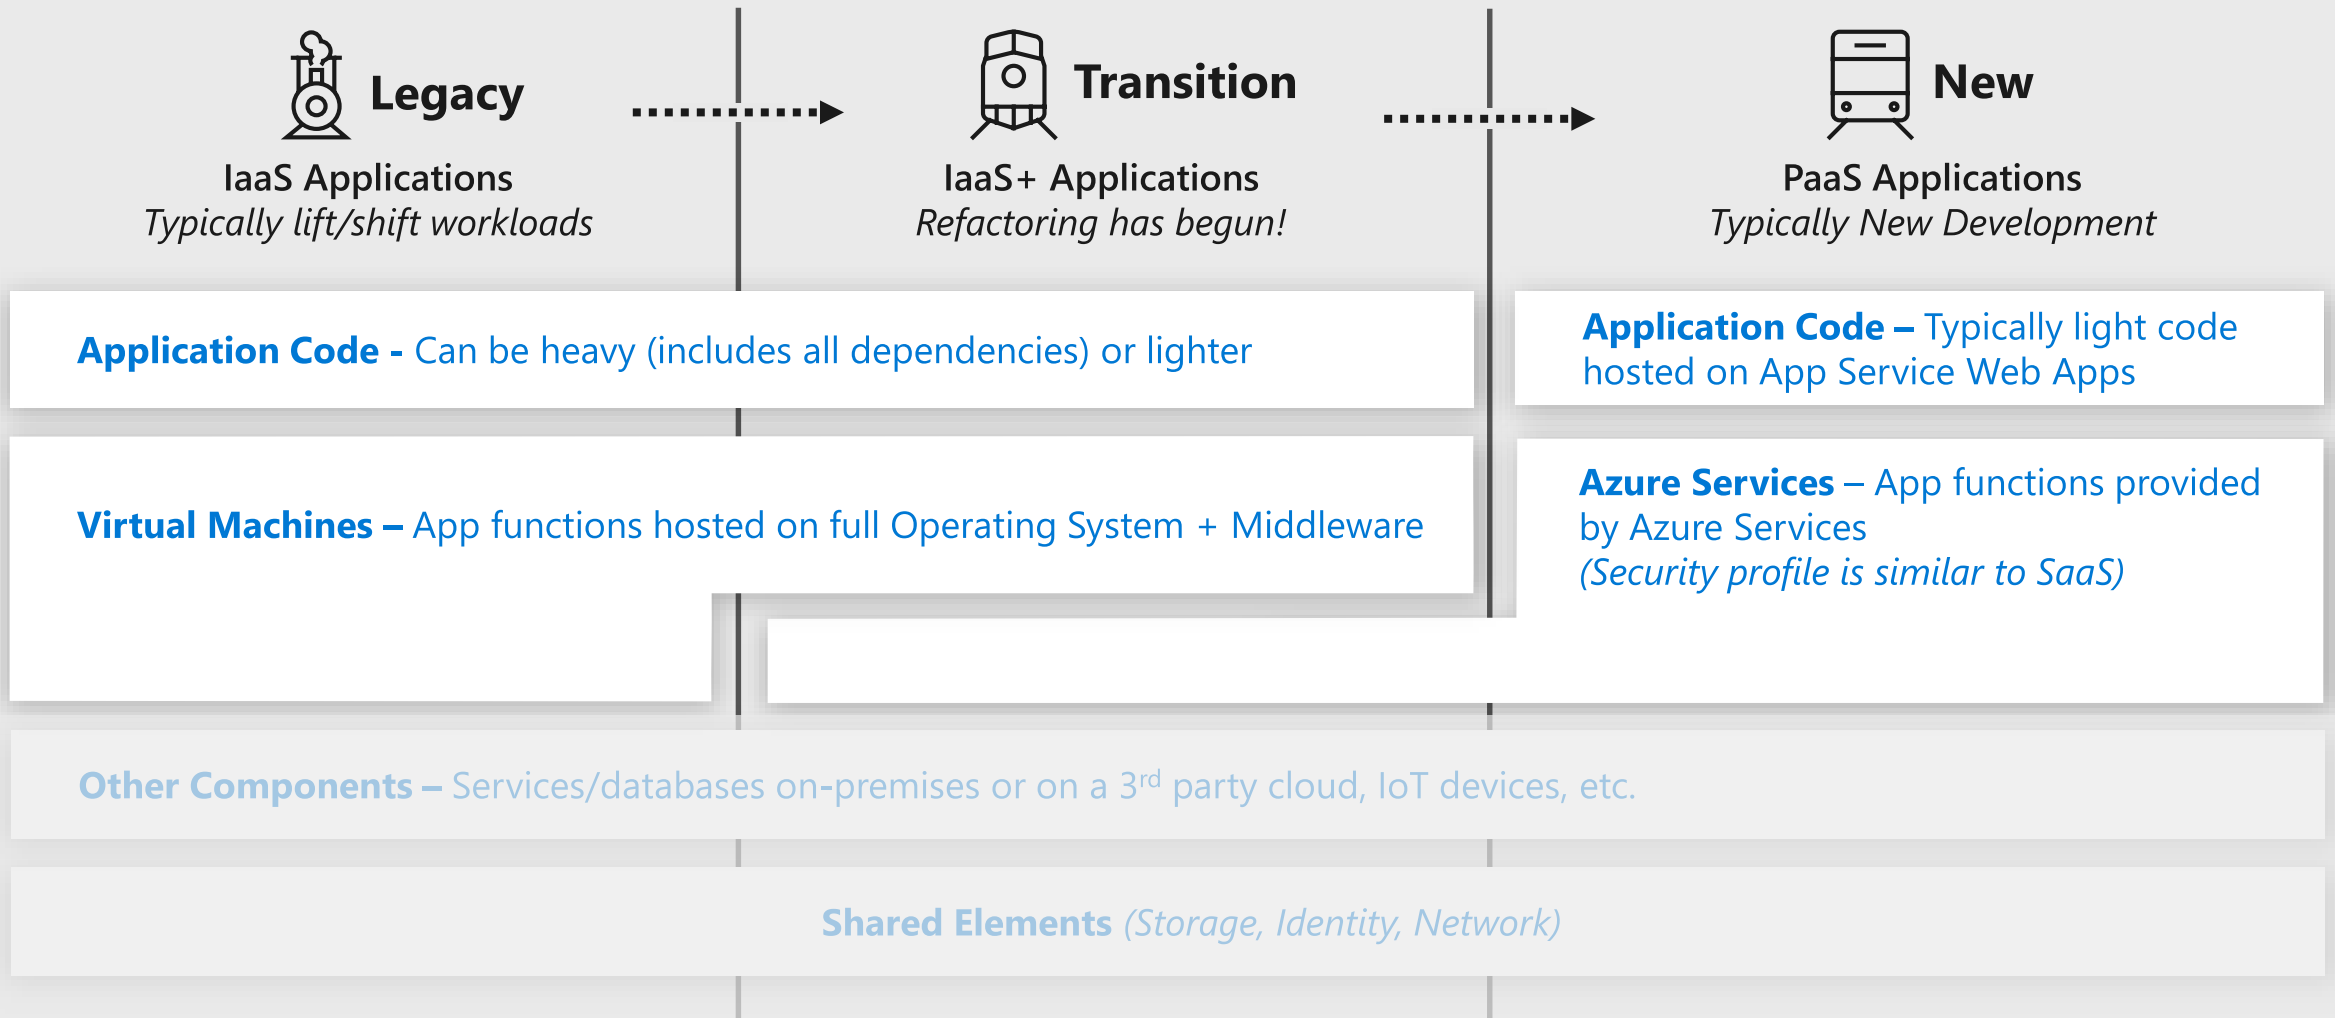 Legacy
IaaS Applications
Typically lift/shift workloads
Transition
IaaS+ Applications
Refactoring has begun!
New
PaaS Applications
Typically New Development
Application Code - Can be heavy (includes all dependencies) or lighter
Application Code – Typically light code
hosted on App Service Web Apps
Virtual Machines – App functions hosted on full Operating System + Middleware
Azure Services – App functions provided
by Azure Services
(Security profile is similar to SaaS)
Other Components – Services/databases on-premises or on a 3rd party cloud, IoT devices, etc.
Shared Elements (Storage, Identity, Network)